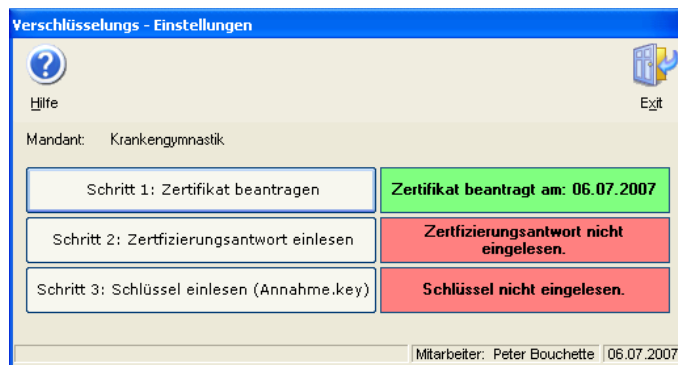 Verschlüsselungs - Einstellungen
Hilfe
Exit
Mandant: Krankengymnastik
Schritt 1: Zertifikat beantragen
Zertifikat beantragt am: 06.07.2007
Schritt 2: Zertfizierungsantwort einlesen
Zertfizierungsantwort nicht
eingelesen.
Schritt 3: Schlüssel einlesen (Annahme.key)
Schlüssel nicht eingelesen.
Mitarbeiter: Peter Bouchette 06.07.2007